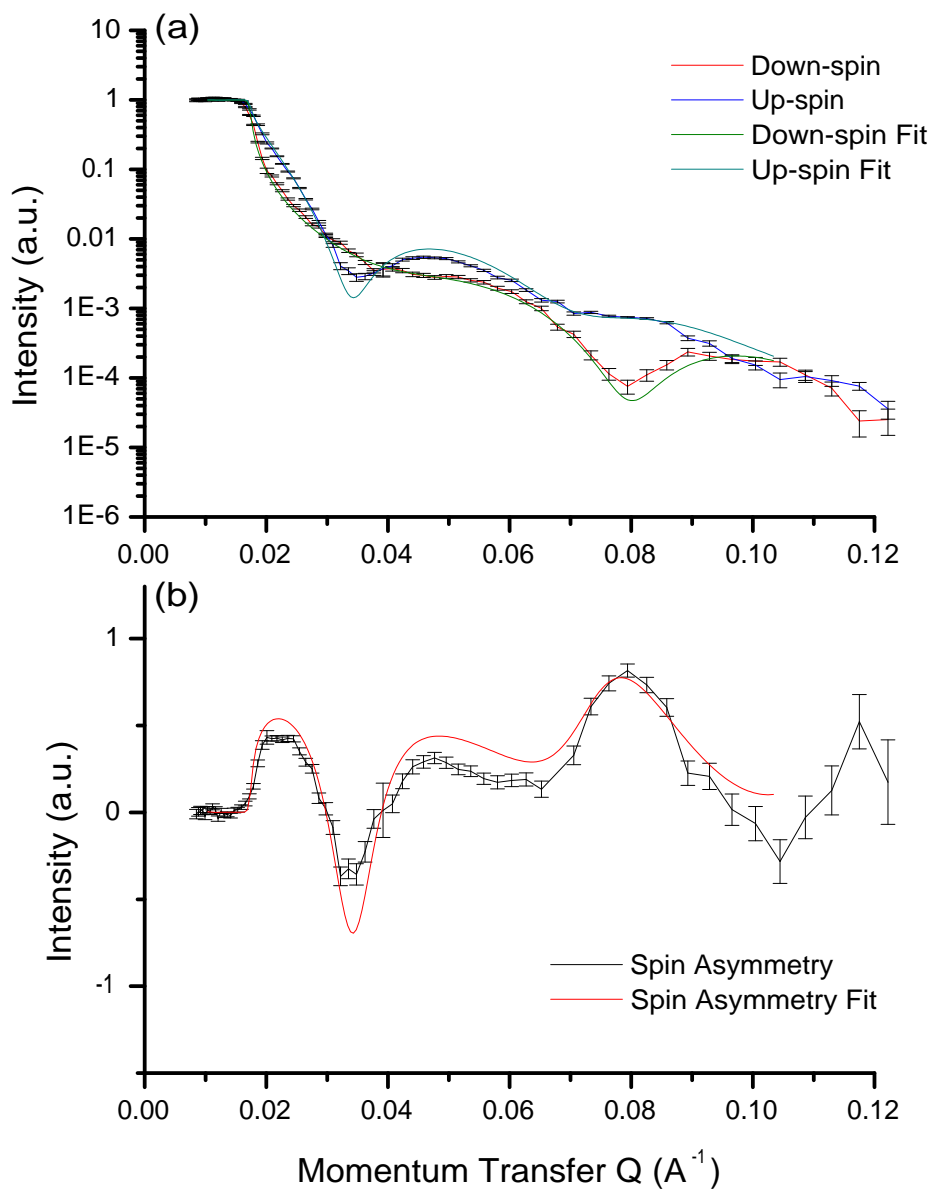 (a)
10
1
0.1
0.01
1E-3
1E-4
1E-5
1E-6
Intensity (a.u.)
Down-spin
Up-spin
Down-spin Fit
Up-spin Fit
0.00 0.02 0.04 0.06 0.08 0.10 0.12
(b)
1
0
-1
Intensity (a.u.)
Spin Asymmetry
Spin Asymmetry Fit
0.00 0.02 0.04 0.06 0.08 0.10 0.12
Momentum Transfer Q (A⁻¹)